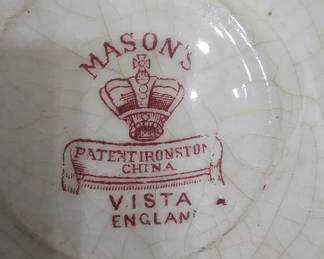 MASON'S
PATENT IRONSTON
CHINA
VISTA
ENGLAN